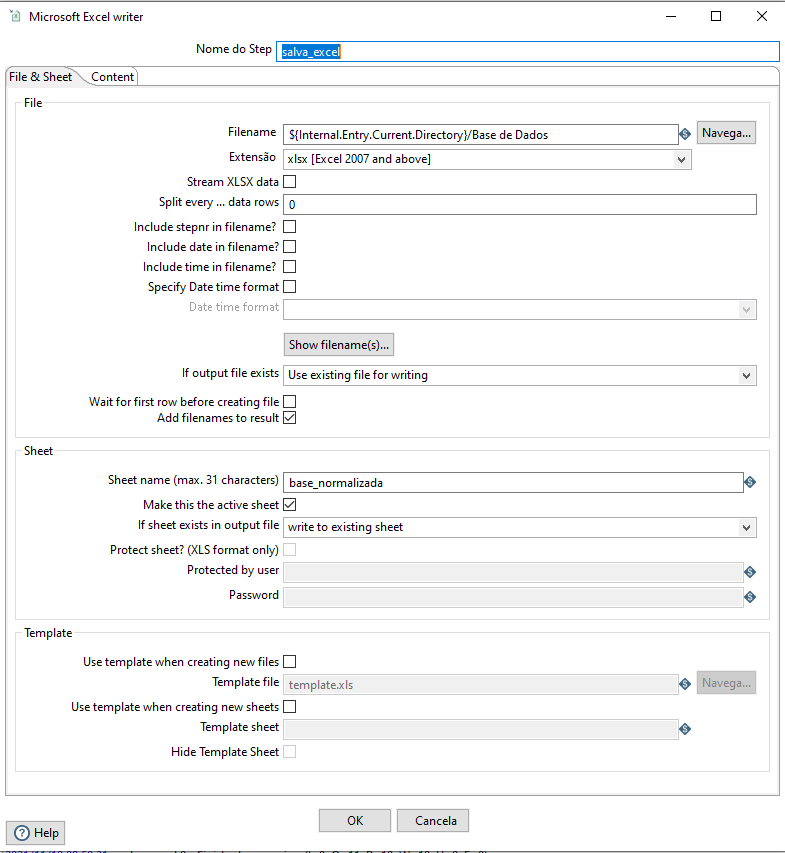 Microsoft Excel writer
Nome do Step salva_excel
File & Sheet Content
File
Filename ${Internal.Entry.Current.Directory}/Base de Dados Navega...
Extensão xlsx [Excel 2007 and above]
Stream XLSX data
Split every ... data rows 0
Include stepnr in filename?
Include date in filename?
Include time in filename?
Specify Date time format
Date time format
Show filename(s)...
If output file exists Use existing file for writing
Wait for first row before creating file
Add filenames to result
Sheet
Sheet name (max. 31 characters) base_normalizada
Make this the active sheet
If sheet exists in output file write to existing sheet
Protect sheet? (XLS format only)
Protected by user
Password
Template
Use template when creating new files
Template file template.xls Navega...
Use template when creating new sheets
Template sheet
Hide Template Sheet
OK Cancela
Help